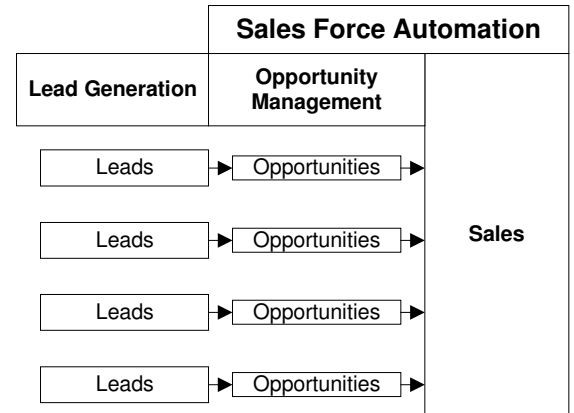 Sales Force Automation
Lead Generation
Opportunity
Management
Leads
Opportunities
Leads
Opportunities
Sales
Leads
Opportunities
Leads
Opportunities